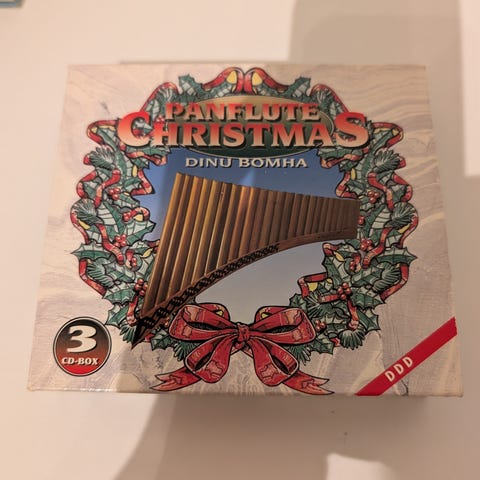 PANFLUTE
CHRISTMAS
DINU BOMHA
3
CD-BOX
DDD